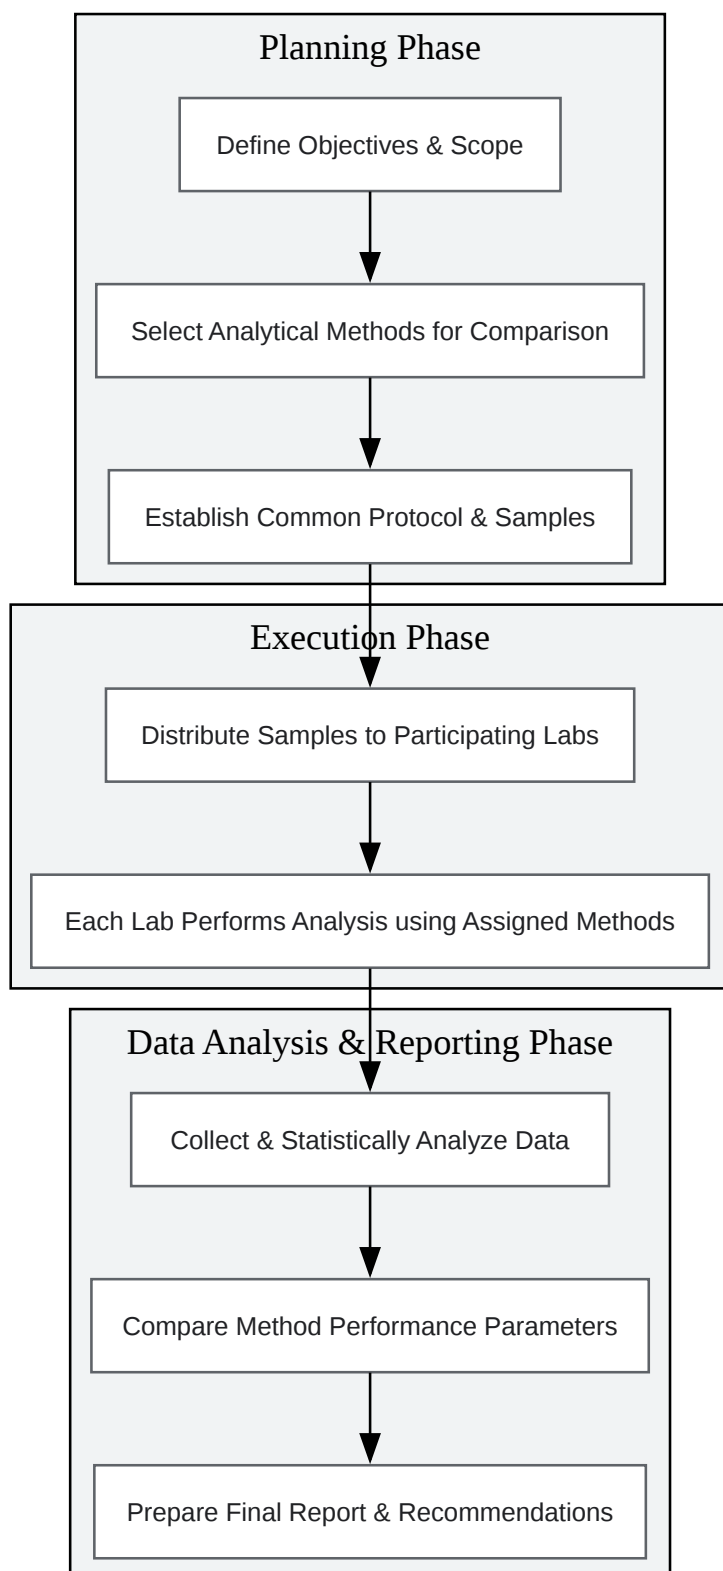 Planning Phase
Define Objectives & Scope
Select Analytical Methods for Comparison
Establish Common Protocol & Samples
Execution Phase
Distribute Samples to Participating Labs
Each Lab Performs Analysis using Assigned Methods
Data Analysis & Reporting Phase
Collect & Statistically Analyze Data
Compare Method Performance Parameters
Prepare Final Report & Recommendations